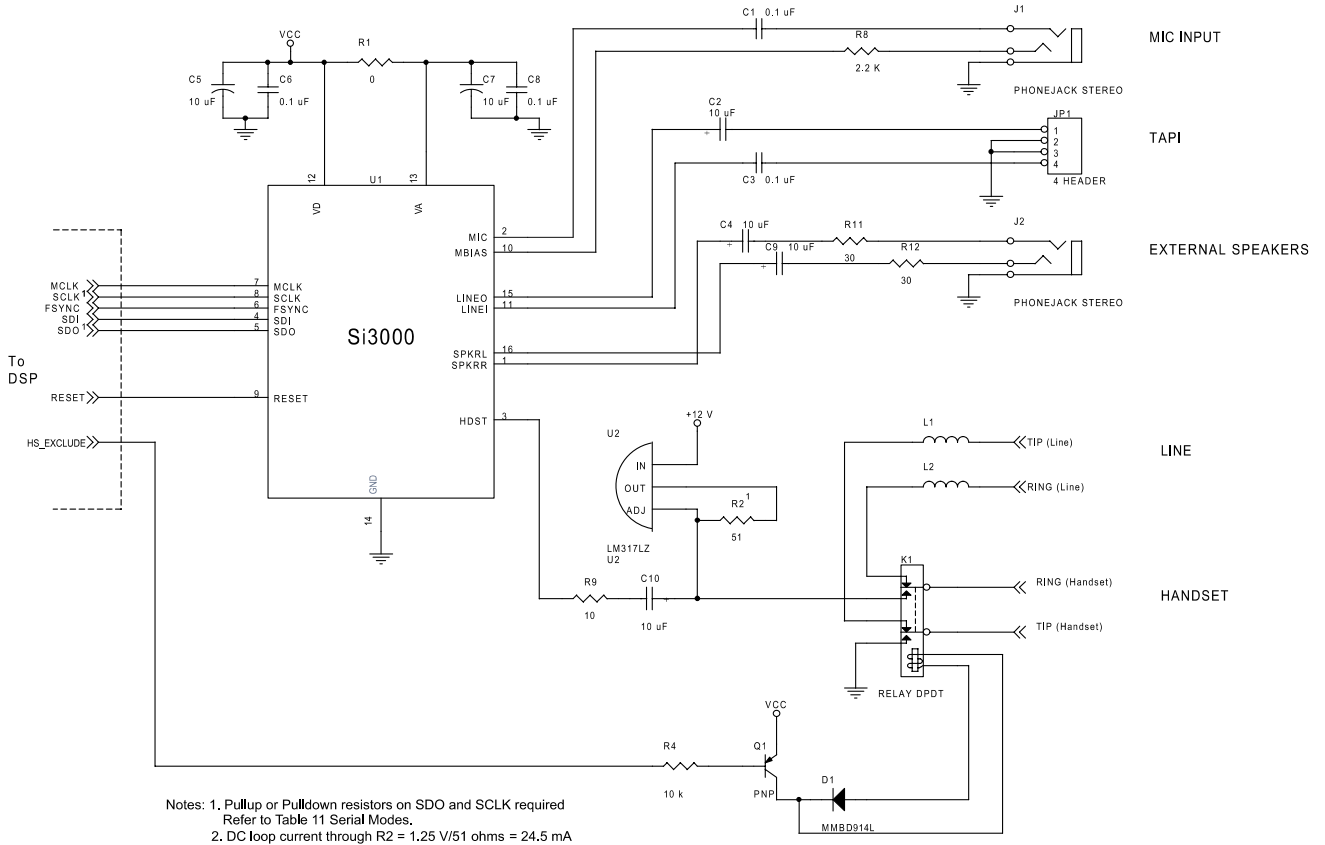 C1
0.1 uF
J1
R8
2.2 K
MIC INPUT
PHONEJACK STEREO
VCC
R1
0
C5
10 uF
C6
0.1 uF
C7
10 uF
C8
0.1 uF
C2
10 uF
+
JP1
1
2
3
4
4 HEADER
TAPI
C3
0.1 uF
12
U1
13
VD
VA
MIC
2
MBIAS
10
C4
10 uF
+
R11
30
C9
10 uF
+
R12
30
J2
EXTERNAL SPEAKERS
PHONEJACK STEREO
MCLK
7
MCLK
SCLK 1
8
SCLK
FSYNC
6
FSYNC
SDI
4
SDI
SDO 1
5
SDO
LINEO
15
LINEI
11
Si3000
SPKRL
16
SPKRR
1
To
DSP
RESET
9
RESET
HDST
3
HS_EXCLUDE
GND
14
+12 V
U2
IN
OUT
ADJ
R2 1
51
LM317LZ
U2
L1
TIP (Line)
LINE
L2
RING (Line)
K1
R9
10
C10
10 uF
+
RING (Handset)
HANDSET
TIP (Handset)
RELAY DPDT
VCC
R4
10 k
Q1
PNP
D1
MMBD914L
Notes: 1. Pullup or Pulldown resistors on SDO and SCLK required
Refer to Table 11 Serial Modes.
2. DC loop current through R2 = 1.25 V/51 ohms = 24.5 mA